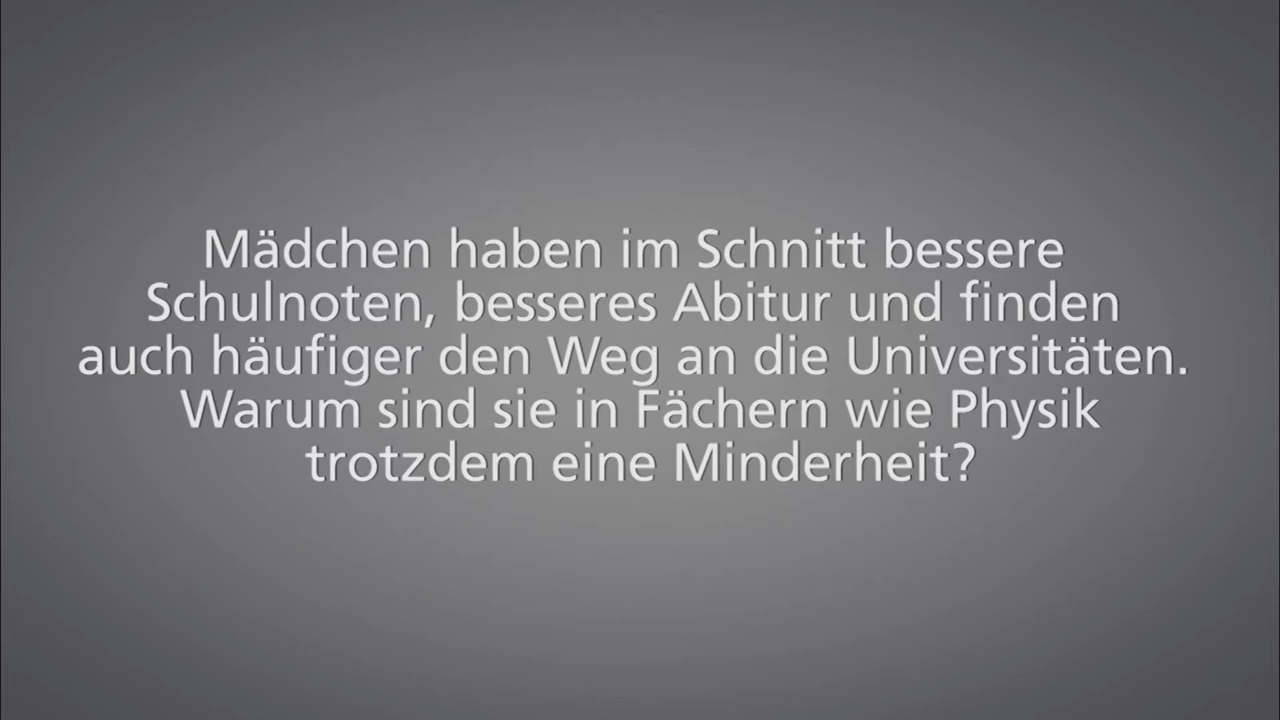 Mädchen haben im Schnitt bessere
Schulnoten, besseres Abitur und finden
auch häufiger den Weg an die Universitäten.
Warum sind sie in Fächern wie Physik
trotzdem eine Minderheit?